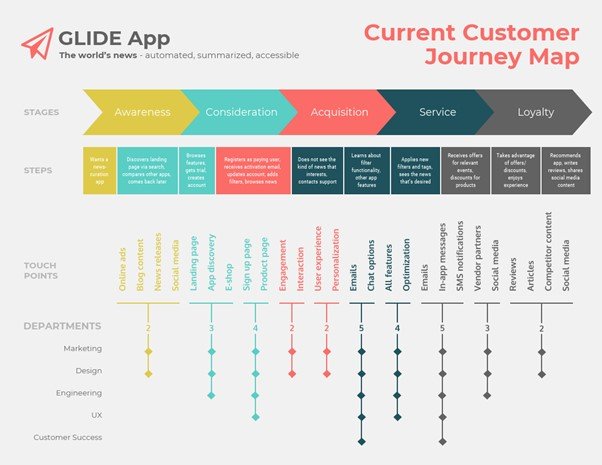 GLIDE App
The world's news - automated, summarized, accessible
Current Customer
Journey Map
STAGES
Awareness
Consideration
Acquisition
Service
Loyalty
STEPS
Wants a
news
curation
app
Discovers landing
page via search,
compares other apps,
comes back later
Browses
features,
gets trial,
creates
account
Registers as paying user,
receives activation email,
updates account, adds
filters, browses news
Does not see the
kind of news that
interests,
contacts support
Learns about
filter
functionality,
other app
features
Applies new
filters and tags,
sees the news
that's desired
Receives offers
for relevant
events,
discounts for
products
Takes advantage
of offers/
discounts,
enjoys
experience
Recommends
app, writes
reviews, shares
social media
content
TOUCH
POINTS
Online ads
Blog content
News releases
Social media
Landing page
App discovery
E-shop
Sign up page
Product page
Engagement
Interaction
User experience
Personalization
Emails
Chat options
All features
Optimization
Emails
In-app messages
SMS notifications
Vendor partners
Social media
Reviews
Articles
Competitor content
Social media
DEPARTMENTS
2
3
4
2
2
5
4
5
3
2
Marketing
Design
Engineering
UX
Customer Success